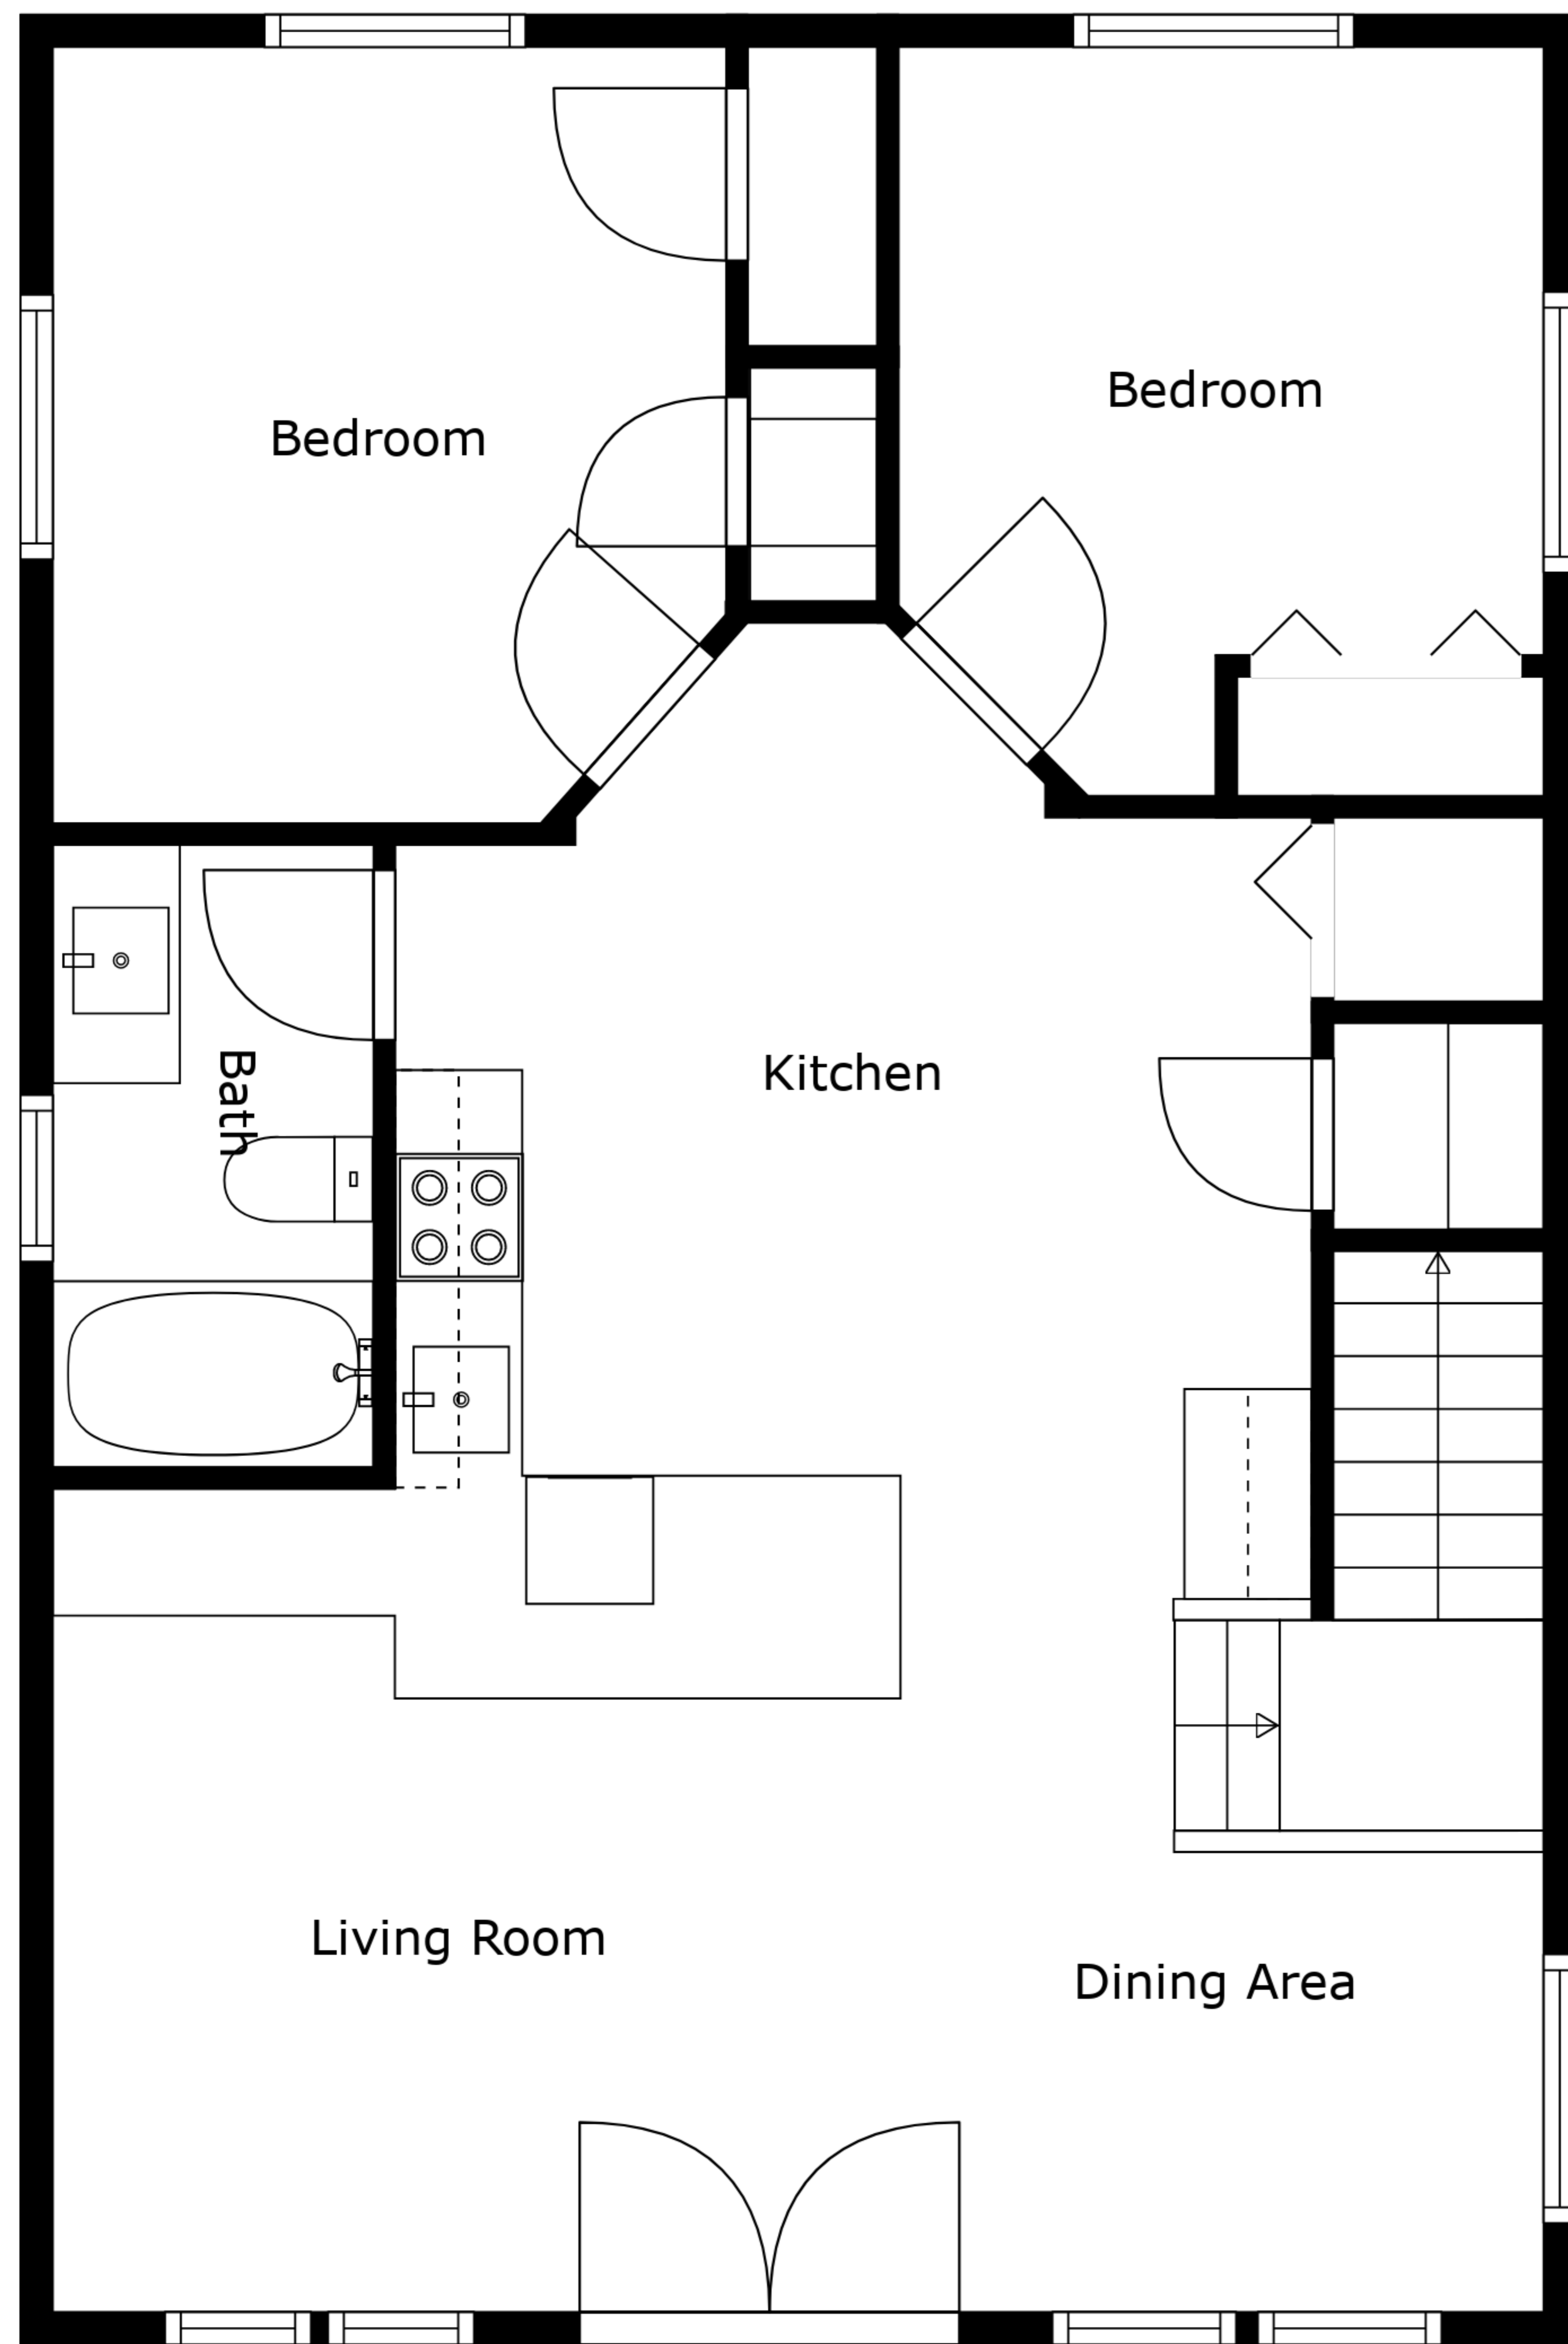 Bedroom
Bedroom
Bath
Kitchen
Living Room
Dining Area